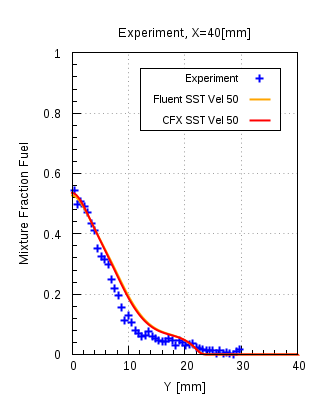 Experiment, X=40[mm]
1
0.8
0.6
0.4
0.2
0
Mixture Fraction Fuel
Experiment
Fluent SST Vel 50
CFX SST Vel 50
0 10 20 30 40
Y [mm]